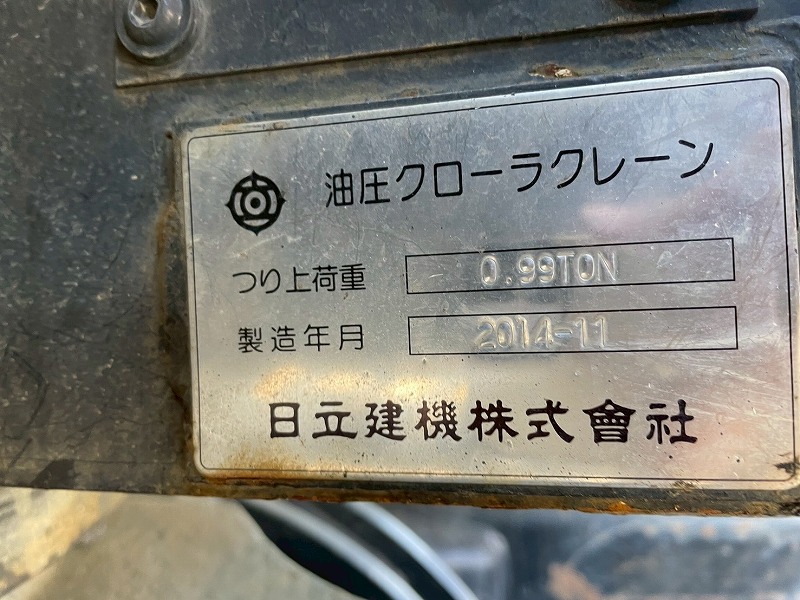 油圧クローラクレーン
つり上荷重 0.99TON
製造年月 2014-11
日立建機株式會社